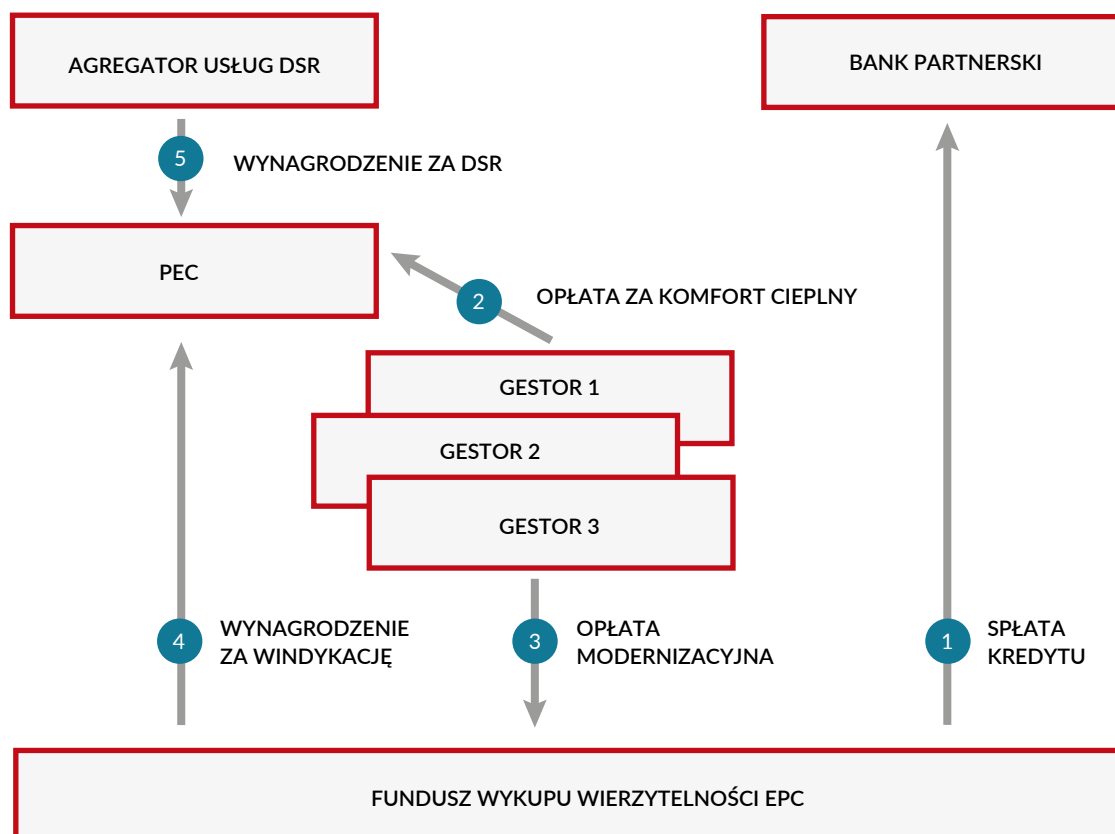 AGREGATOR USŁUG DSR
BANK PARTNERSKI
5
WYNAGRODZENIE ZA DSR
PEC
2
OPŁATA ZA KOMFORT CIEPLNY
GESTOR 1
GESTOR 2
GESTOR 3
4
WYNAGRODZENIE
ZA WINDYKACJĘ
3
OPŁATA
MODERNIZACYJNA
1
SPŁATA
KREDYTU
FUNDUSZ WYKUPU WIERZYTELNOŚCI EPC